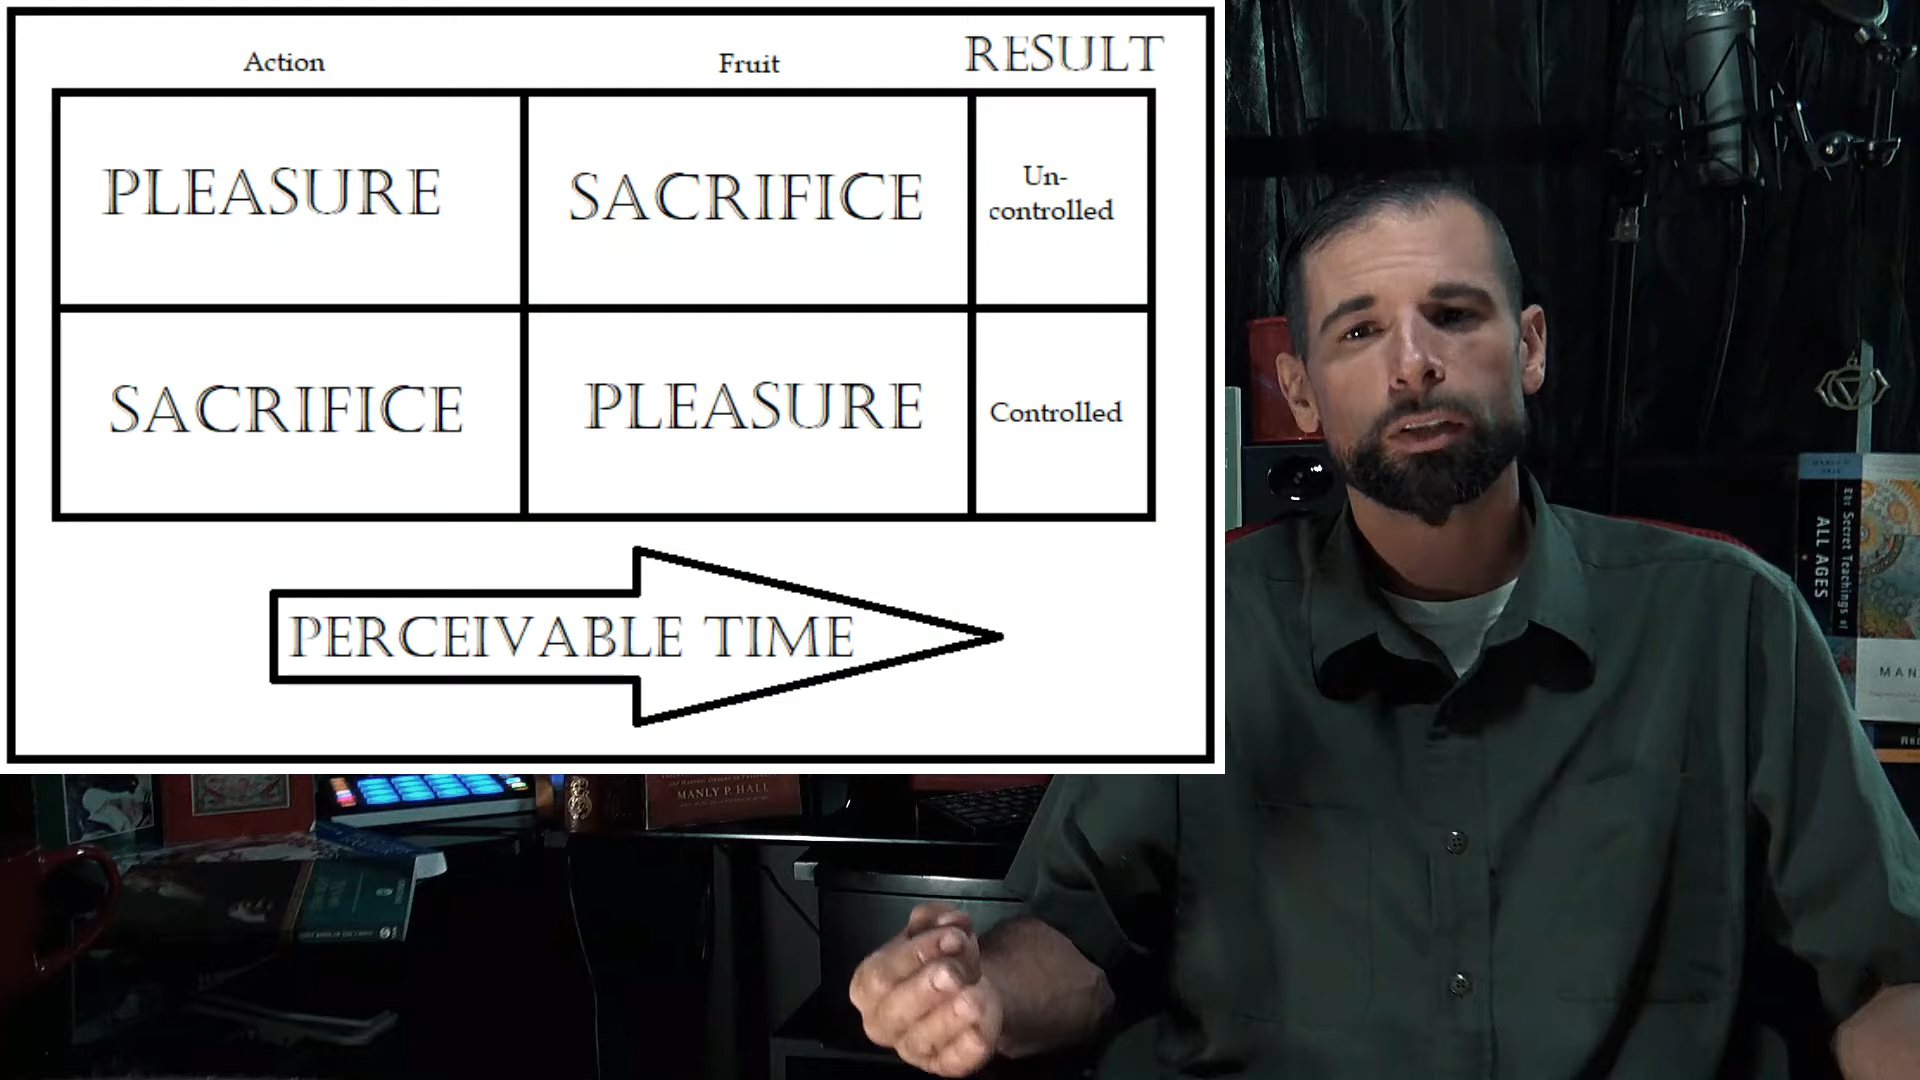 Action Fruit RESULT
PLEASURE SACRIFICE Un-
controlled
SACRIFICE PLEASURE Controlled
PERCEIVABLE TIME
The Secret Teachings of
ALL AGES
MAN
MANLY P. HALL